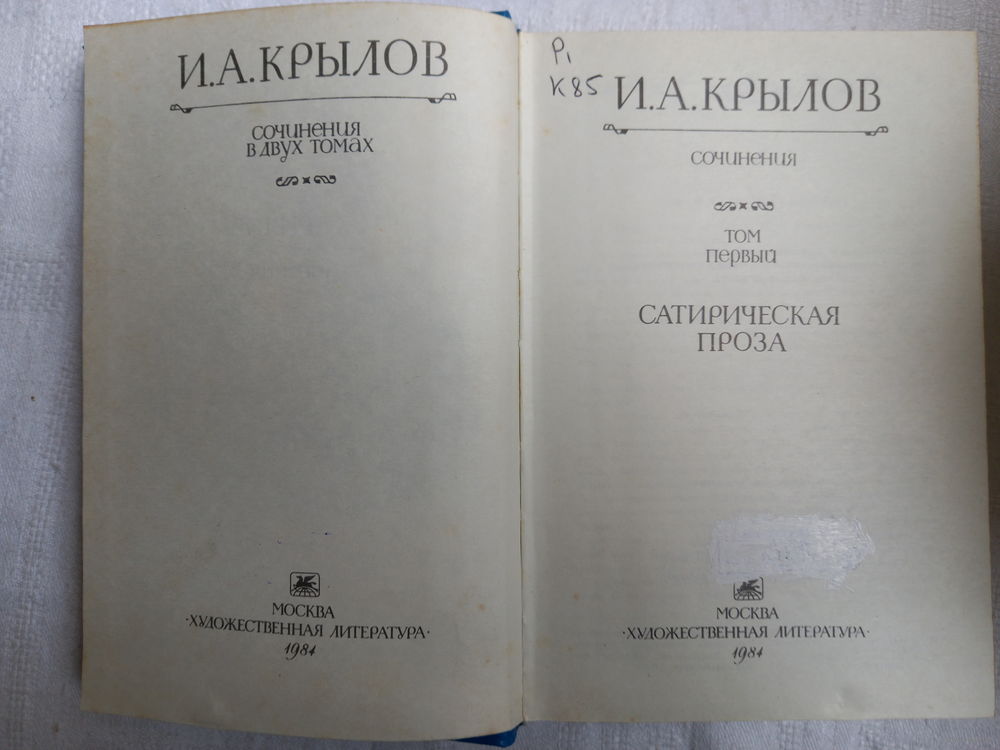 И.А.КРЫЛОВ
СОЧИНЕНИЯ
В ДВУХ ТОМАХ
МОСКВА
·ХУДОЖЕСТВЕННАЯ ЛИТЕРАТУРА·
1984
Р1
К85
И.А.КРЫЛОВ
СОЧИНЕНИЯ
ТОМ
ПЕРВЫЙ
САТИРИЧЕСКАЯ
ПРОЗА
МОСКВА
·ХУДОЖЕСТВЕННАЯ ЛИТЕРАТУРА·
1984